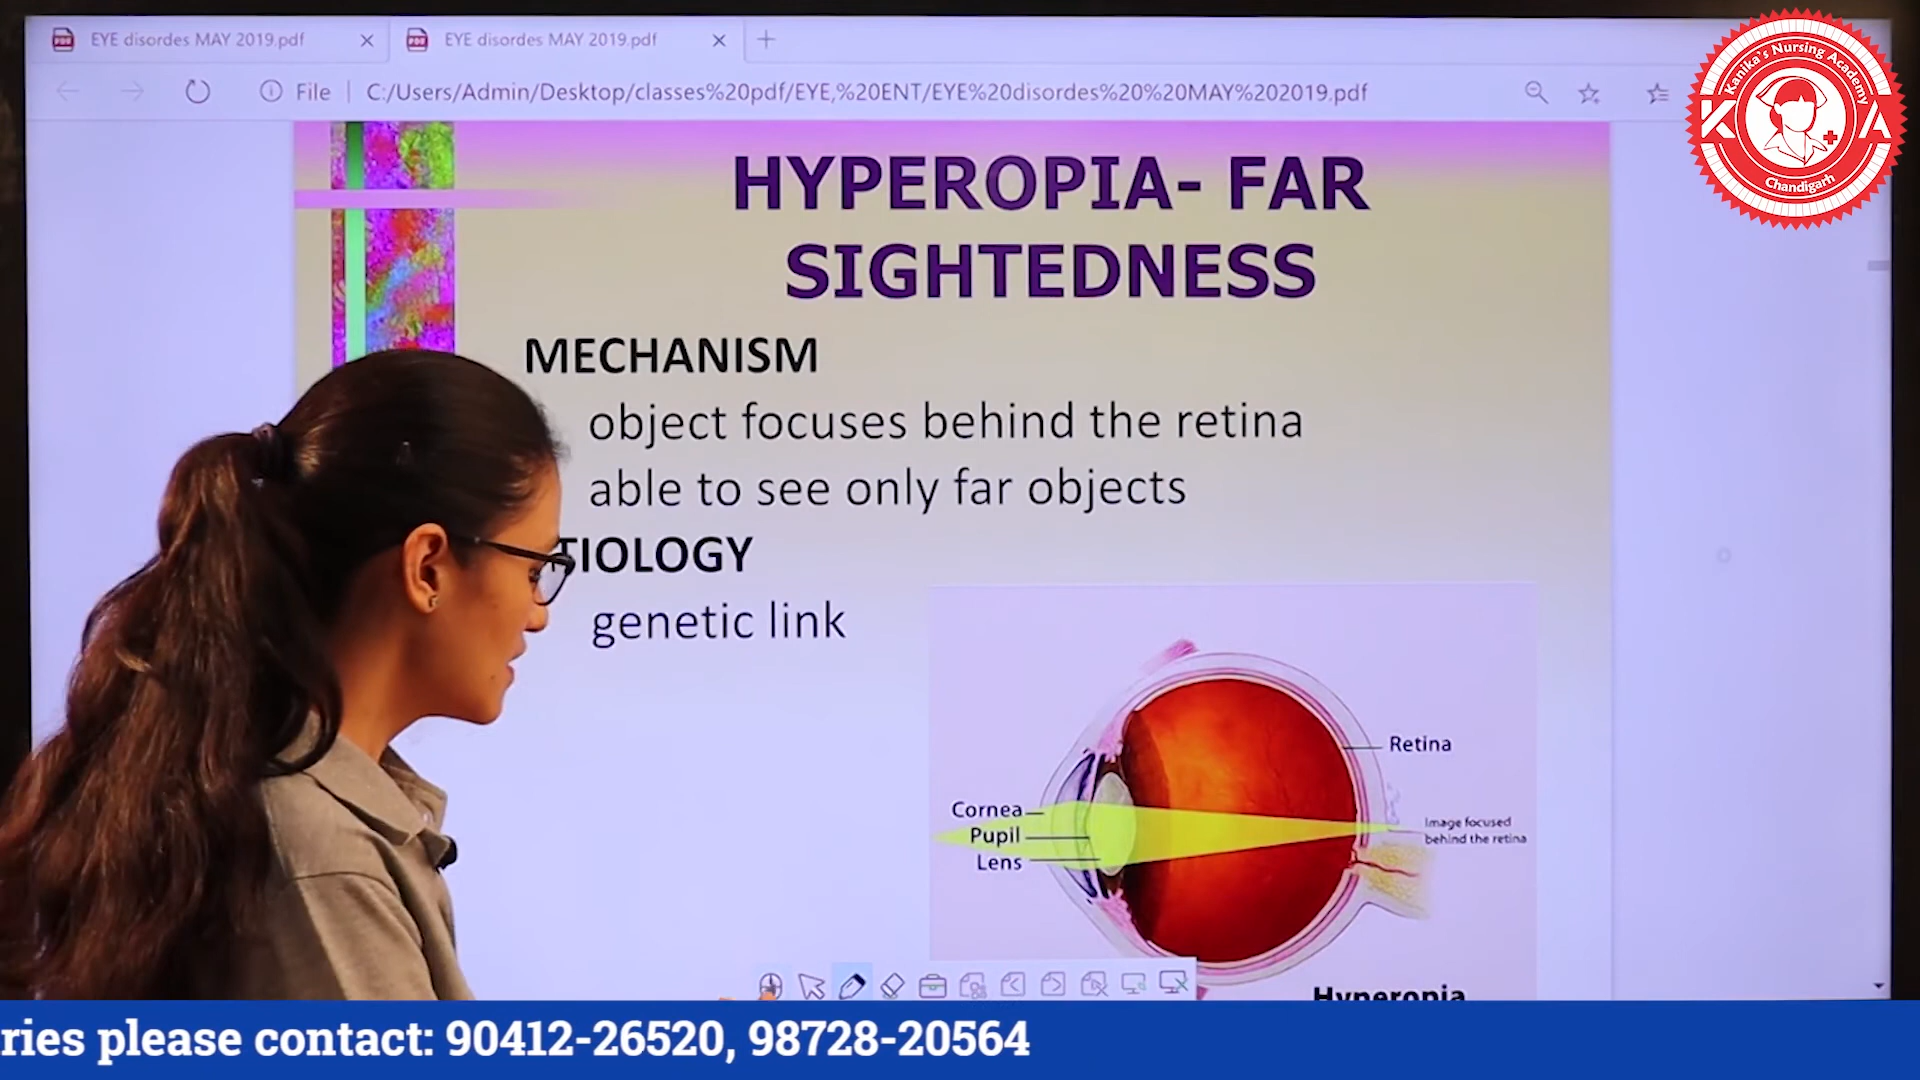 EYE disordes MAY 2019.pdf
EYE disordes MAY 2019.pdf
File
C:/Users/Admin/Desktop/classes%20pdf/EYE,%20ENT/EYE%20disordes%20%20MAY%202019.pdf
Kanika's Nursing Academy
K A
Chandigarh
HYPEROPIA- FAR
SIGHTEDNESS
MECHANISM
object focuses behind the retina
able to see only far objects
TIOLOGY
genetic link
Retina
Cornea
Pupil
Lens
Image focused
behind the retina
Hyperopia
ries please contact: 90412-26520, 98728-20564